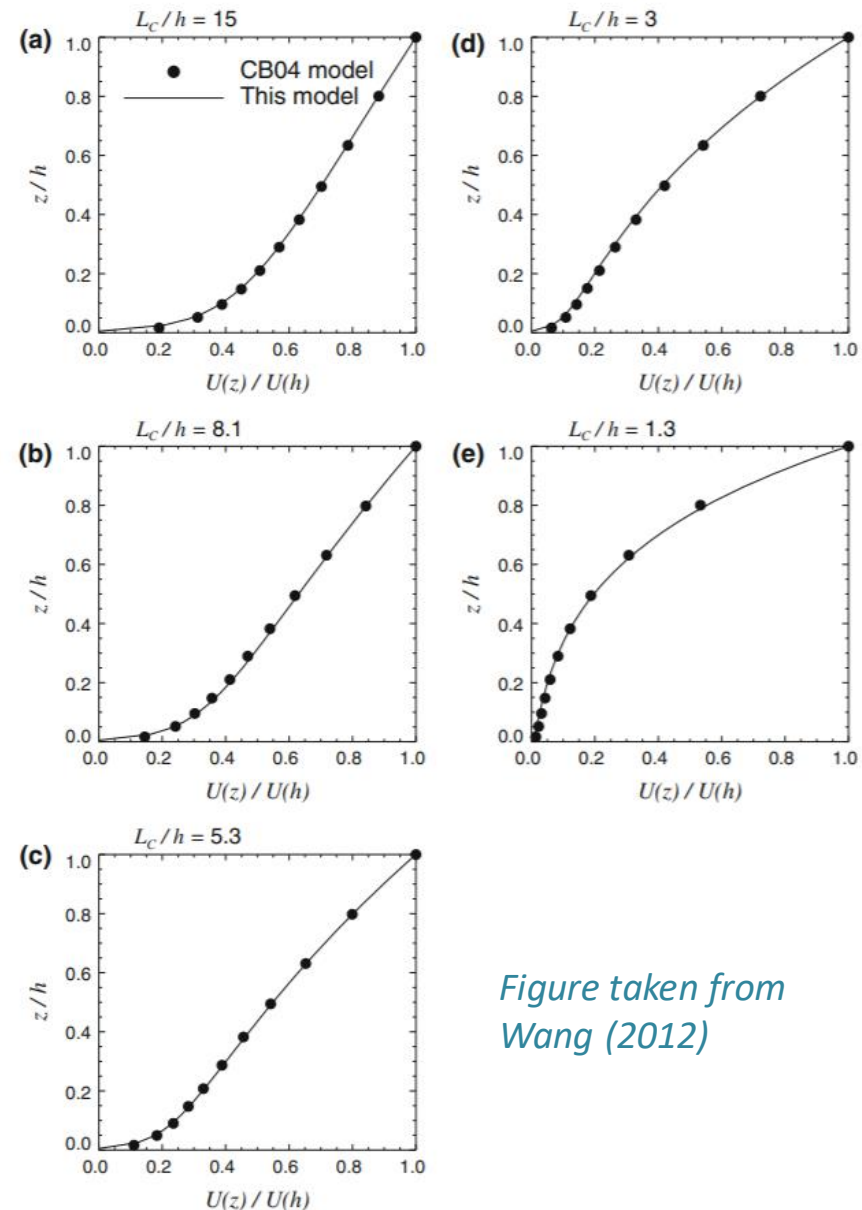 L_C / h = 15
(a)
1.0
0.8
0.6
0.4
0.2
0.0
z / h
CB04 model
This model
0.0 0.2 0.4 0.6 0.8 1.0
U(z) / U(h)
L_C / h = 3
(d)
1.0
0.8
0.6
0.4
0.2
0.0
z / h
0.0 0.2 0.4 0.6 0.8 1.0
U(z) / U(h)
L_C / h = 8.1
(b)
1.0
0.8
0.6
0.4
0.2
0.0
z / h
0.0 0.2 0.4 0.6 0.8 1.0
U(z) / U(h)
L_C / h = 1.3
(e)
1.0
0.8
0.6
0.4
0.2
0.0
z / h
0.0 0.2 0.4 0.6 0.8 1.0
U(z) / U(h)
L_C / h = 5.3
(c)
1.0
0.8
0.6
0.4
0.2
0.0
z / h
0.0 0.2 0.4 0.6 0.8 1.0
U(z) / U(h)
Figure taken from
Wang (2012)